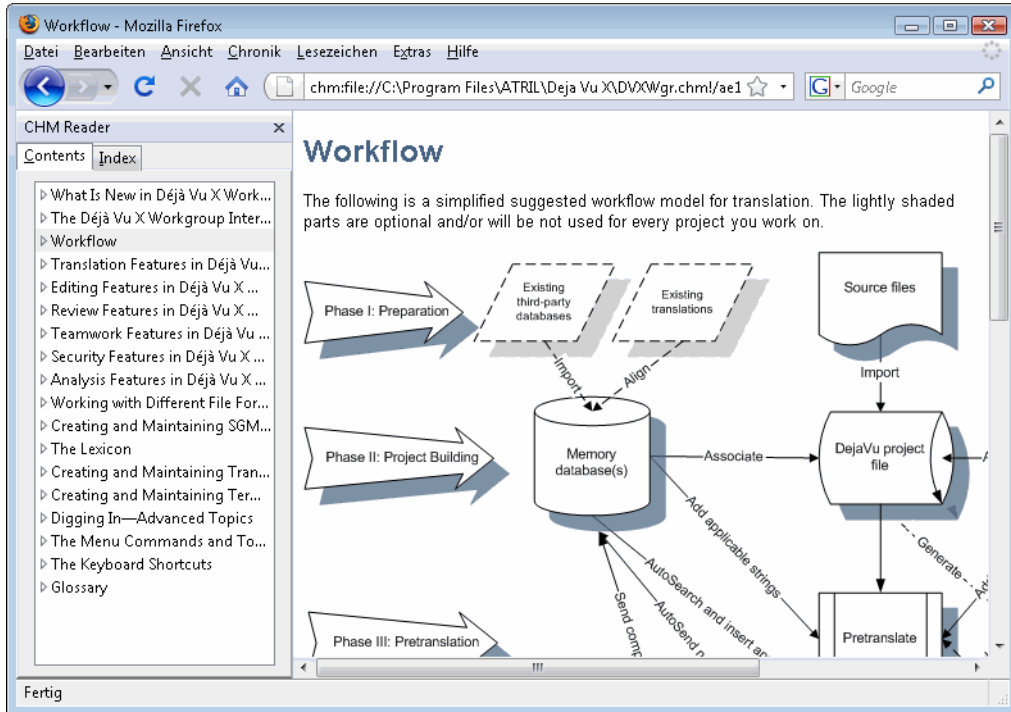 Workflow - Mozilla Firefox
Datei Bearbeiten Ansicht Chronik Lesezeichen Extras Hilfe
chm:file://C:\Program Files\ATRIL\Deja Vu X\DVXWgr.chm!/ae1
G Google
CHM Reader
Contents Index
What Is New in Déjà Vu X Work...
The Déjà Vu X Workgroup Inter...
Workflow
Translation Features in Déjà Vu...
Editing Features in Déjà Vu X ...
Review Features in Déjà Vu X ...
Teamwork Features in Déjà Vu ...
Security Features in Déjà Vu X ...
Analysis Features in Déjà Vu X ...
Working with Different File For...
Creating and Maintaining SGM...
The Lexicon
Creating and Maintaining Tran...
Creating and Maintaining Ter...
Digging In—Advanced Topics
The Menu Commands and To...
The Keyboard Shortcuts
Glossary
Workflow
The following is a simplified suggested workflow model for translation. The lightly shaded
parts are optional and/or will be not used for every project you work on.
Phase I: Preparation
Existing
third-party
databases
Existing
translations
Source files
Import
Align
Import
Phase II: Project Building
Memory
database(s)
Associate
DejaVu project
file
Add applicable strings
Generate
AutoSearch and insert
AutoSend
Send
Phase III: Pretranslation
Pretranslate
Fertig